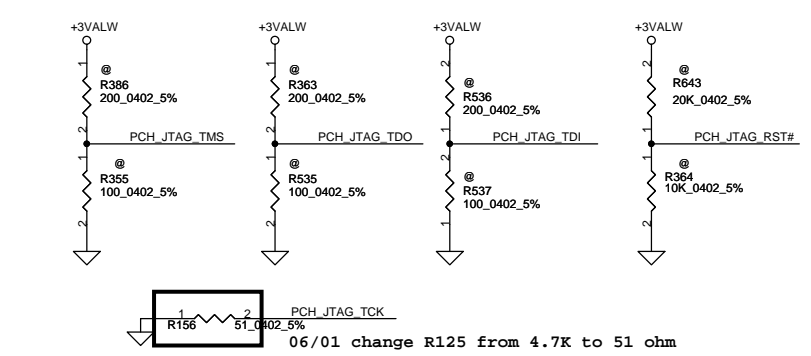 +3VALW +3VALW +3VALW +3VALW
1 @ R386 200_0402_5% 2
1 @ R363 200_0402_5% 2
2 @ R536 200_0402_5% 1
2 @ R643 20K_0402_5% 1
PCH_JTAG_TMS PCH_JTAG_TDO PCH_JTAG_TDI PCH_JTAG_RST#
1 @ R355 100_0402_5% 2
1 @ R535 100_0402_5% 2
2 @ R537 100_0402_5% 1
1 @ R364 10K_0402_5% 2
1 2 PCH_JTAG_TCK
R156 51_0402_5%
06/01 change R125 from 4.7K to 51 ohm